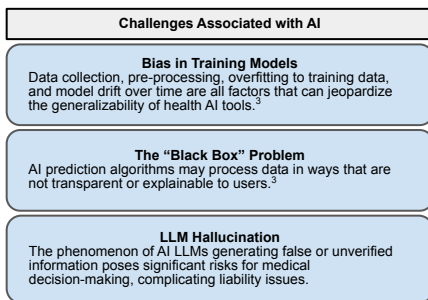 Challenges Associated with AI
Bias in Training Models
Data collection, pre-processing, overfitting to training data,
and model drift over time are all factors that can jeopardize
the generalizability of health AI tools.³
The “Black Box” Problem
AI prediction algorithms may process data in ways that are
not transparent or explainable to users.³
LLM Hallucination
The phenomenon of AI LLMs generating false or unverified
information poses significant risks for medical
decision-making, complicating liability issues.